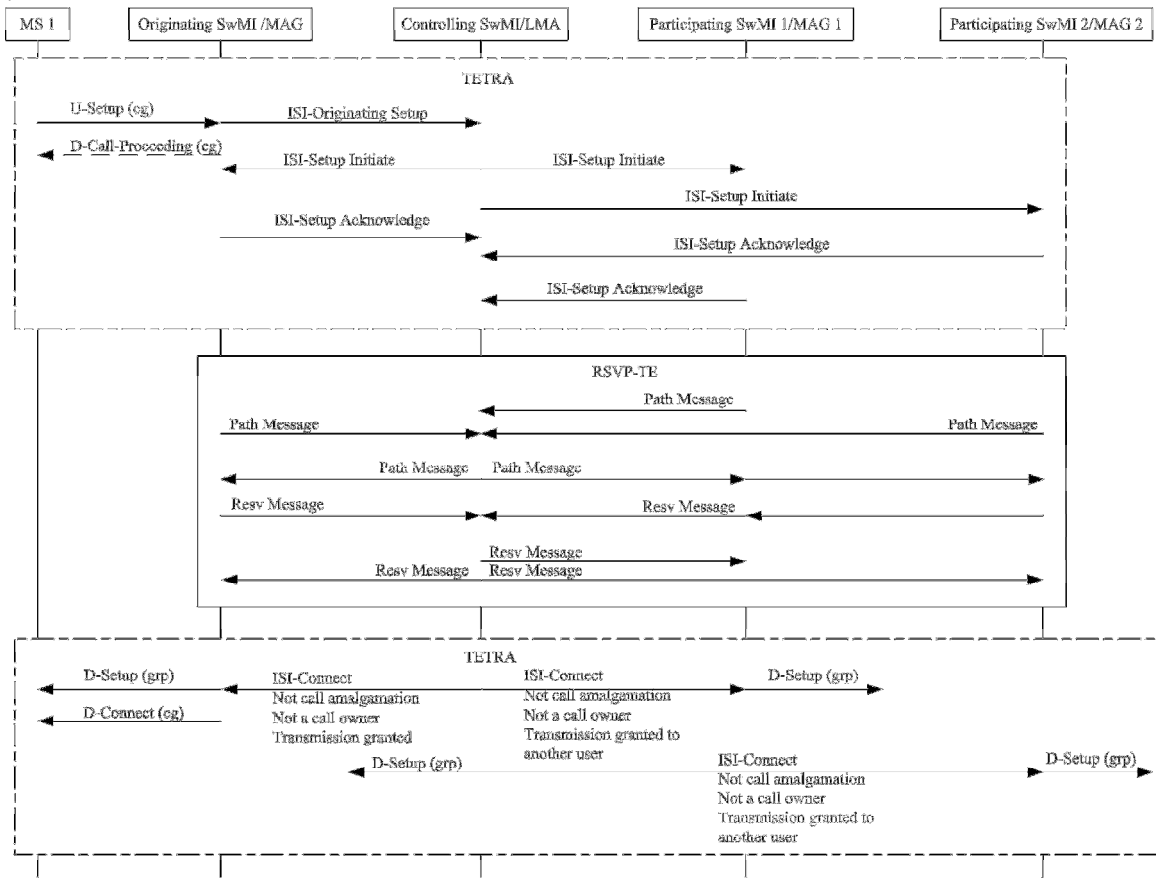 MS 1
Originating SwMI /MAG
Controlling SwMI/LMA
Participating SwMI 1/MAG 1
Participating SwMI 2/MAG 2
TETRA
U-Setup (cg)
ISI-Originating Setup
D-Call-Proceeding (cg)
ISI-Setup Initiate
ISI-Setup Initiate
ISI-Setup Initiate
ISI-Setup Acknowledge
ISI-Setup Acknowledge
ISI-Setup Acknowledge
RSVP-TE
Path Message
Path Message
Path Message
Path Message
Path Message
Resv Message
Resv Message
Resv Message
Resv Message
Resv Message
TETRA
D-Setup (grp)
ISI-Connect
Not call amalgamation
Not a call owner
Transmission granted
ISI-Connect
Not call amalgamation
Not a call owner
Transmission granted to
another user
D-Setup (grp)
D-Connect (cg)
D-Setup (grp)
ISI-Connect
Not call amalgamation
Not a call owner
Transmission granted to
another user
D-Setup (grp)